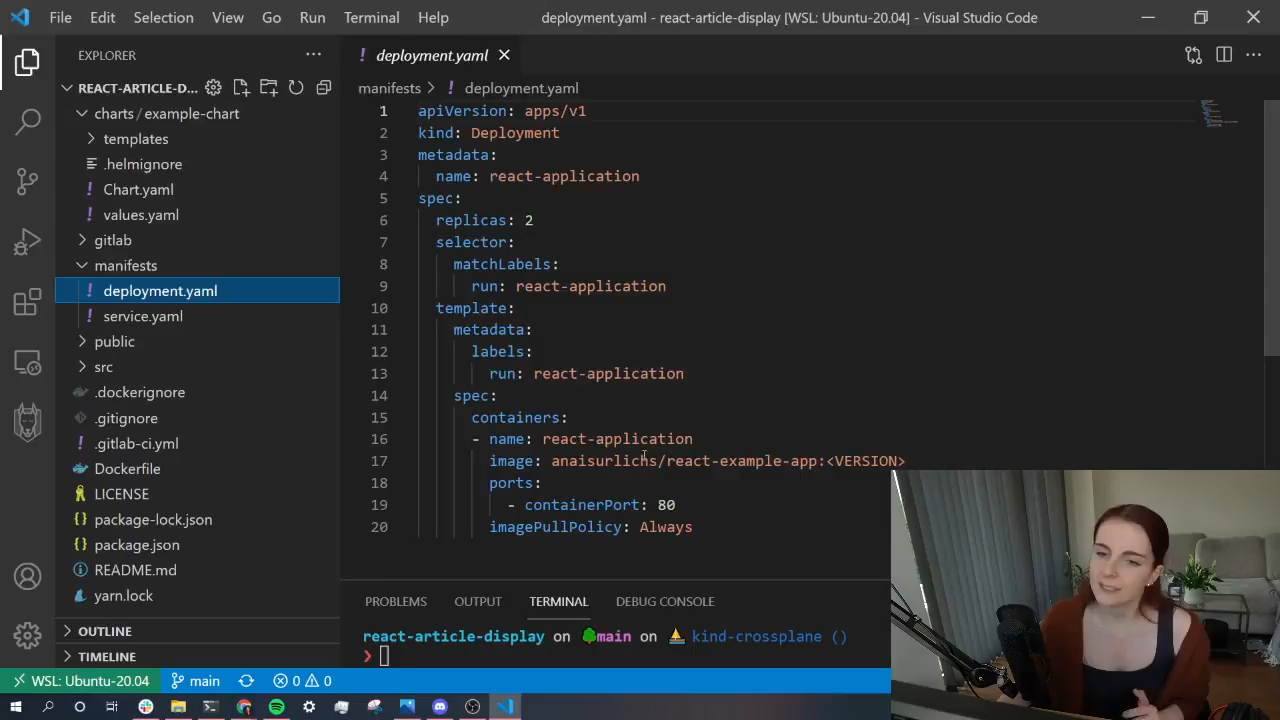 File Edit Selection View Go Run Terminal Help
deployment.yaml - react-article-display [WSL: Ubuntu-20.04] - Visual Studio Code
EXPLORER
REACT-ARTICLE-D...
charts / example-chart
templates
.helmignore
Chart.yaml
values.yaml
gitlab
manifests
deployment.yaml
service.yaml
public
src
.dockerignore
.gitignore
.gitlab-ci.yml
Dockerfile
LICENSE
package-lock.json
package.json
README.md
yarn.lock
OUTLINE
TIMELINE
deployment.yaml
manifests > deployment.yaml
1 apiVersion: apps/v1
2 kind: Deployment
3 metadata:
4 name: react-application
5 spec:
6 replicas: 2
7 selector:
8 matchLabels:
9 run: react-application
10 template:
11 metadata:
12 labels:
13 run: react-application
14 spec:
15 containers:
16 - name: react-application
17 image: anaisurlichs/react-example-app:<VERSION>
18 ports:
19 - containerPort: 80
20 imagePullPolicy: Always
PROBLEMS OUTPUT TERMINAL DEBUG CONSOLE
react-article-display on main on kind-crossplane ()
❯
WSL: Ubuntu-20.04 main 0 0